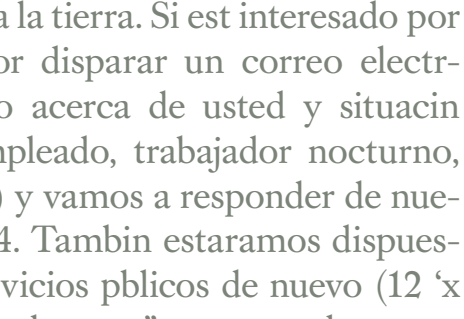 a la tierra. Si est interesado por
or disparar un correo electr-
o acerca de usted y situacin
mpleado, trabajador nocturno,
) y vamos a responder de nue-
4. Tambin estaramos dispues-
vicios pblicos de nuevo (12 ‘x